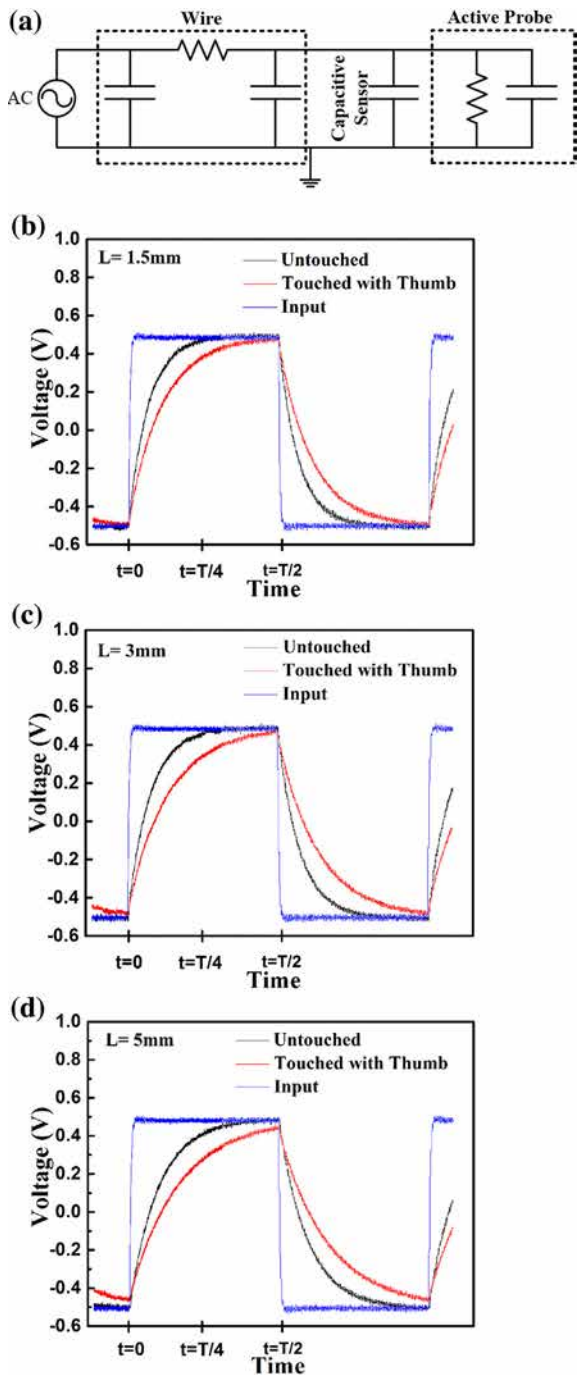 (a)
Wire
Active Probe
AC
Capacitive
Sensor
(b)
1.0
0.8
0.6
0.4
0.2
0.0
-0.2
-0.4
-0.6
Voltage (V)
L= 1.5mm
Untouched
Touched with Thumb
Input
t=0
t=T/4
t=T/2
Time
(c)
1.0
0.8
0.6
0.4
0.2
0.0
-0.2
-0.4
-0.6
Voltage (V)
L= 3mm
Untouched
Touched with Thumb
Input
t=0
t=T/4
t=T/2
Time
(d)
1.0
0.8
0.6
0.4
0.2
0.0
-0.2
-0.4
-0.6
Voltage (V)
L= 5mm
Untouched
Touched with Thumb
Input
t=0
t=T/4
t=T/2
Time